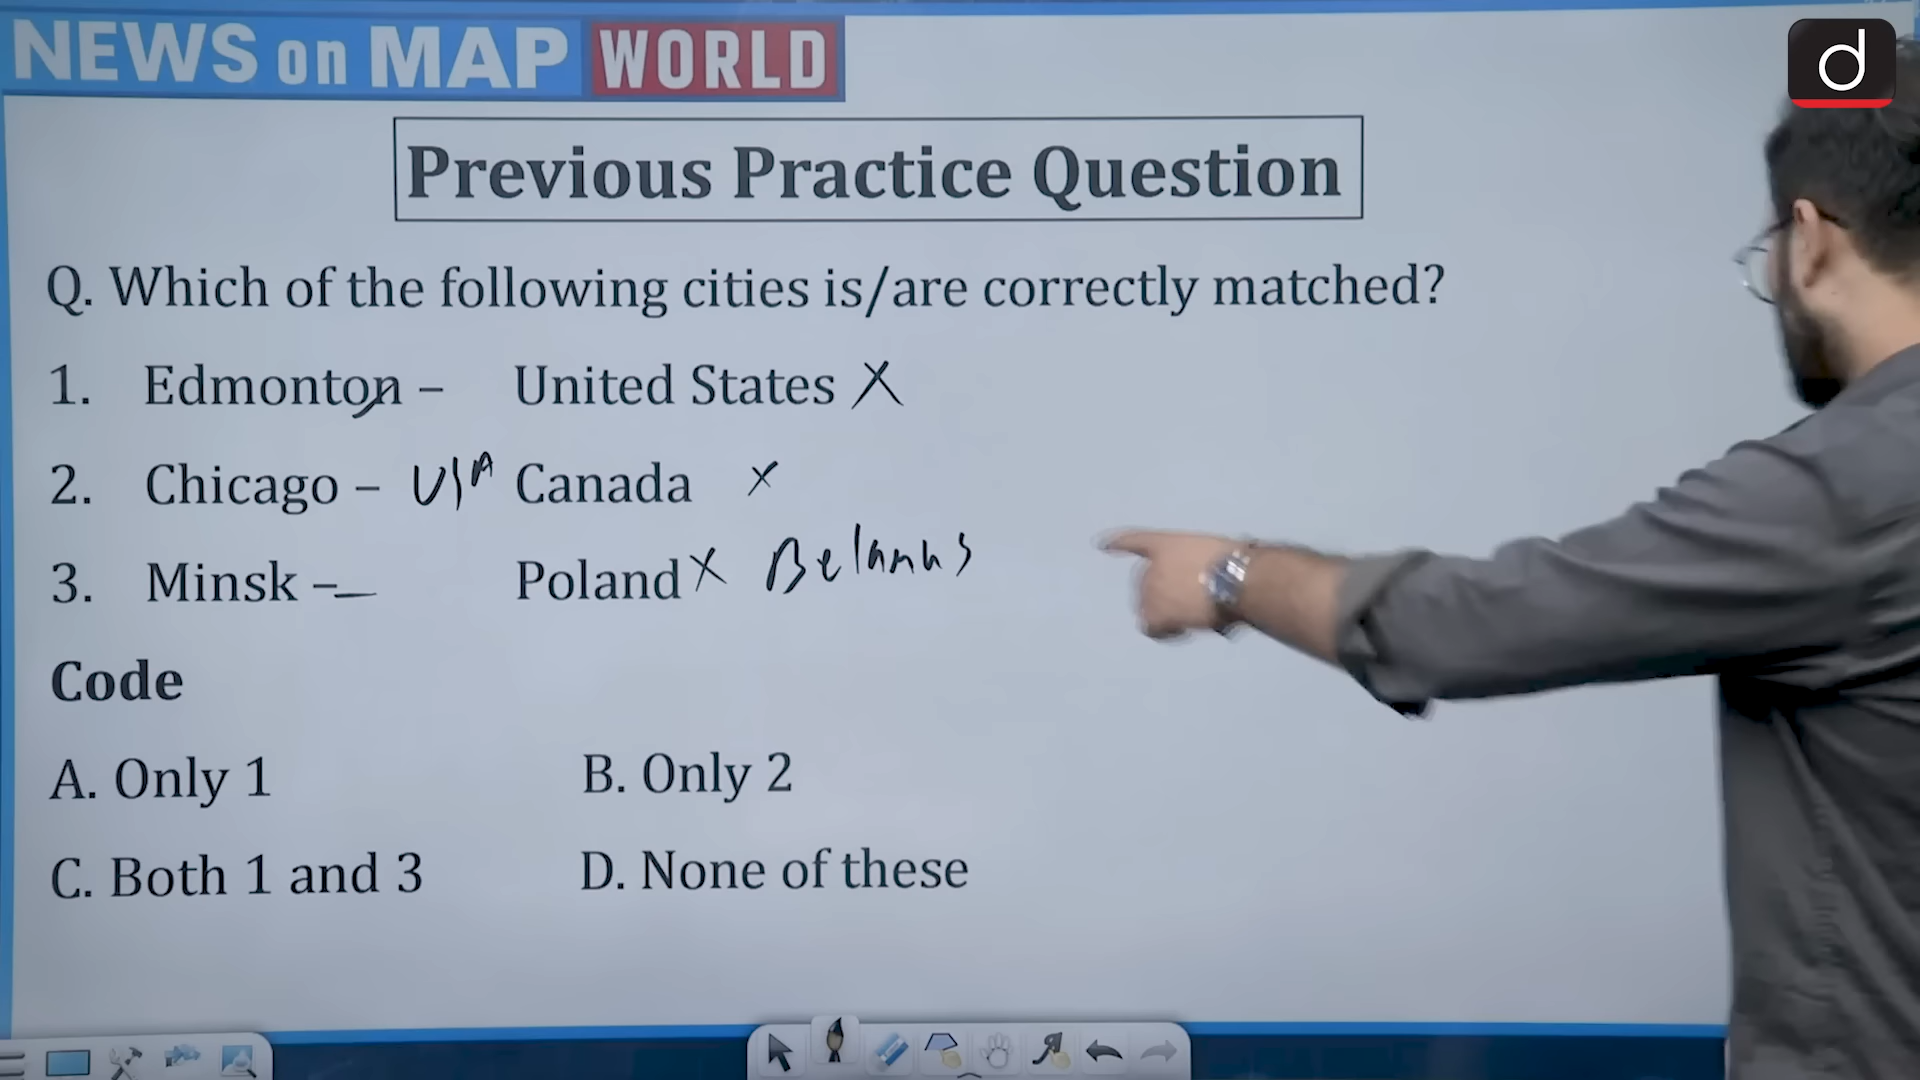 NEWS on MAP WORLD
d
Previous Practice Question
Q. Which of the following cities is/are correctly matched?
1. Edmonton – United States X
2. Chicago – USA Canada X
3. Minsk – Poland X Belarus
Code
A. Only 1 B. Only 2
C. Both 1 and 3 D. None of these